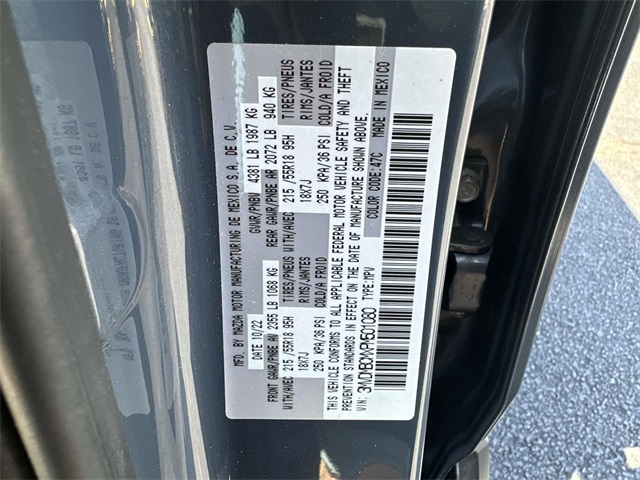 MFD. BY MAZDA MOTOR MANUFACTURING DE MEXICO S.A. DE C.V.
DATE: 10/22 GVWR/PNBV 4381 LB 1987 KG
FRONT GAWR/PNBE AV 2355 LB 1068 KG REAR GAWR/PNBE AR 2072 LB 940 KG
WITH/AVEC 215/55R18 95H TIRES/PNEUS WITH/AVEC 215/55R18 95H TIRES/PNEUS
18X7J RIMS/JANTES 18X7J RIMS/JANTES
250 KPA/36 PSI COLD/A FROID 250 KPA/36 PSI COLD/A FROID
THIS VEHICLE CONFORMS TO ALL APPLICABLE FEDERAL MOTOR VEHICLE SAFETY AND THEFT
PREVENTION STANDARDS IN EFFECT ON THE DATE OF MANUFACTURE SHOWN ABOVE.
VIN: TYPE:MPV COLOR CODE:47C MADE IN MEXICO